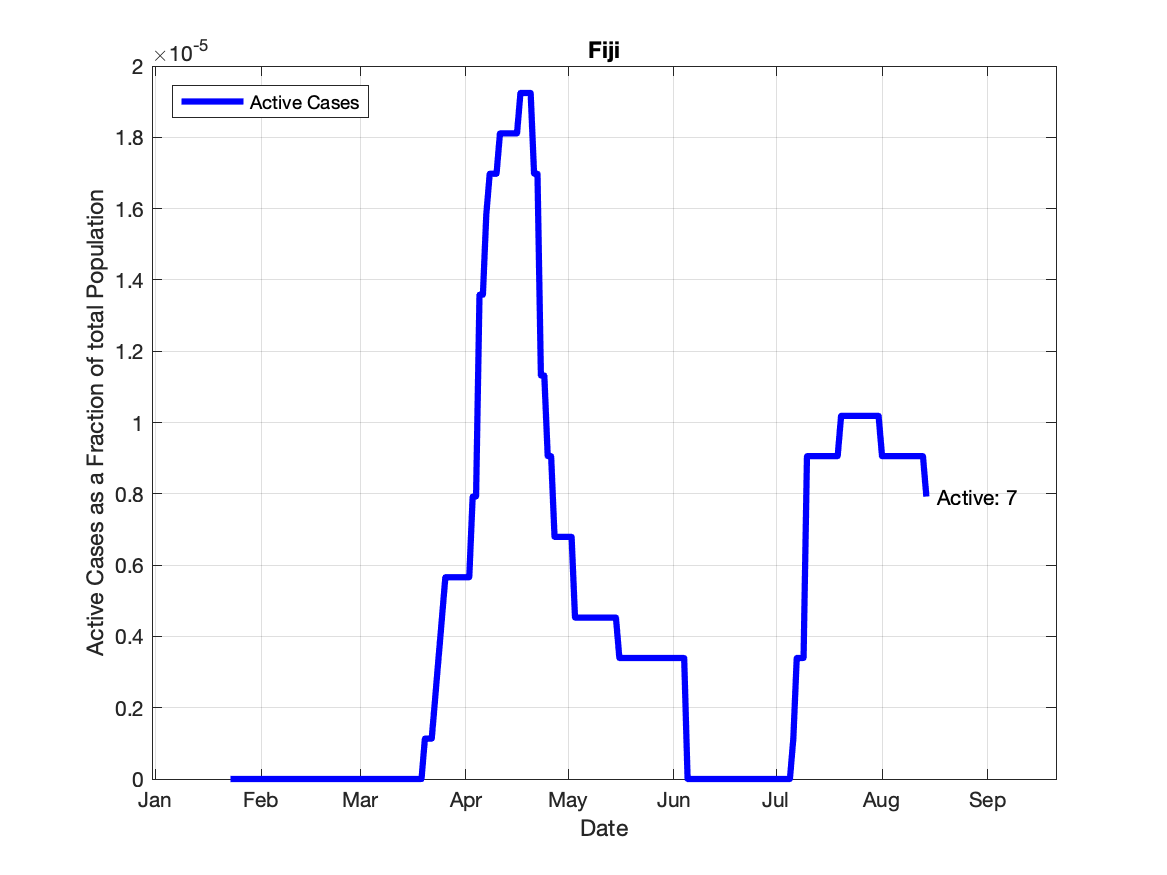 Fiji
×10-5
Active Cases
2
1.8
1.6
1.4
1.2
1
0.8
0.6
0.4
0.2
0
Active Cases as a Fraction of total Population
Active: 7
Jan Feb Mar Apr May Jun Jul Aug Sep
Date